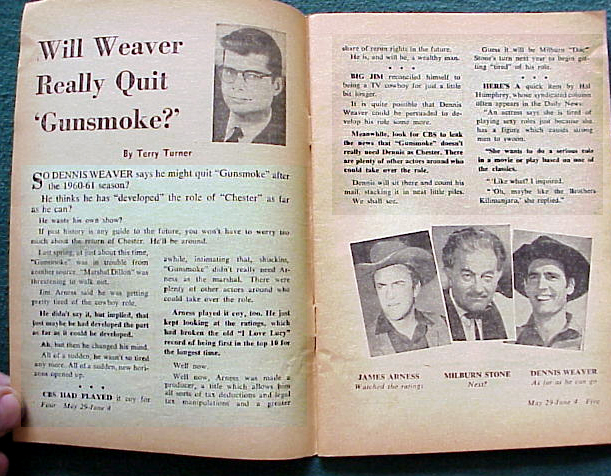 Will Weaver
Really Quit
'Gunsmoke?'
By Terry Turner
SO DENNIS WEAVER says he might quit "Gunsmoke" after
the 1960-61 season?
He thinks he has "developed" the role of "Chester" as far
as he can?
He wants his own show?
If past history is any guide to you, you won't have to worry too
much about the return of Chester. He'll be around.
Last spring, at just about this time,
"Gunsmoke" was in trouble from
another source. "Marshal Dillon" was
threatening to walk out.
Jim Arness said he was getting
pretty tired of the cowboy role.
He didn't say it, but implied, that
just maybe he had developed the part
as far as it could be developed.
Ah, but then he changed his mind.
All of a sudden, he wasn't so tired
any more. All of a sudden, new hori-
zons opened up.
• • •
CBS HAD PLAYED it coy for
Four May 29-June 4
awhile, intimating that, shuckins,
"Gunsmoke" didn't really need Ar-
ness as the marshal. There were
plenty of other actors around who
could take over the role.
Arness played it coy, too. He just
kept looking at the ratings, which
had broken the old "I Love Lucy"
record of being first in the top 10 for
the longest time.
Well now.
Well now, Arness was made a
producer, a title which allows him
all sorts of tax deductions and legal
tax manipulations and a greater
share of rerun rights in the future.
He is, and will be, a wealthy man.
• • •
BIG JIM reconciled himself to
being a TV cowboy for just a little
bit longer.
It is quite possible that Dennis
Weaver could be persuaded to de-
velop his role some more.
Meanwhile, look for CBS to leak
the news that "Gunsmoke" doesn't
really need Dennis as Chester. There
are plenty of other actors around who
could take over the role.
Dennis will sit there and count his
mail, stacking it in neat little piles.
We shall see.
Guess it will be Milburn "Doc"
Stone's turn next to begin get-
ting "tired" of his role.
• • •
HERE'S A quick item by Hal
Humphrey, whose syndicated column
often appears in the Daily News:
"An actress says she is tired of
playing sexy roles just because she
has a figure which causes strong
men to swoon.
"She wants to do a serious role
in a movie or play based on one of
the classics.
"'Like what? I inquired.
"'Oh, maybe like the Brothers
Kilimanjara,' she replied."
JAMES ARNESS
Watched the ratings
MILBURN STONE
Next?
DENNIS WEAVER
As far as he can go
May 29-June 4 Five